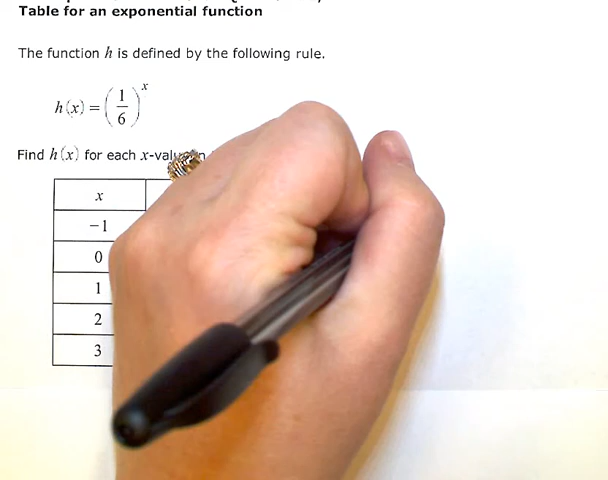 Table for an exponential function
The function h is defined by the following rule.
h(x) = (1/6)^x
Find h(x) for each x-value
x
−1
0
1
2
3